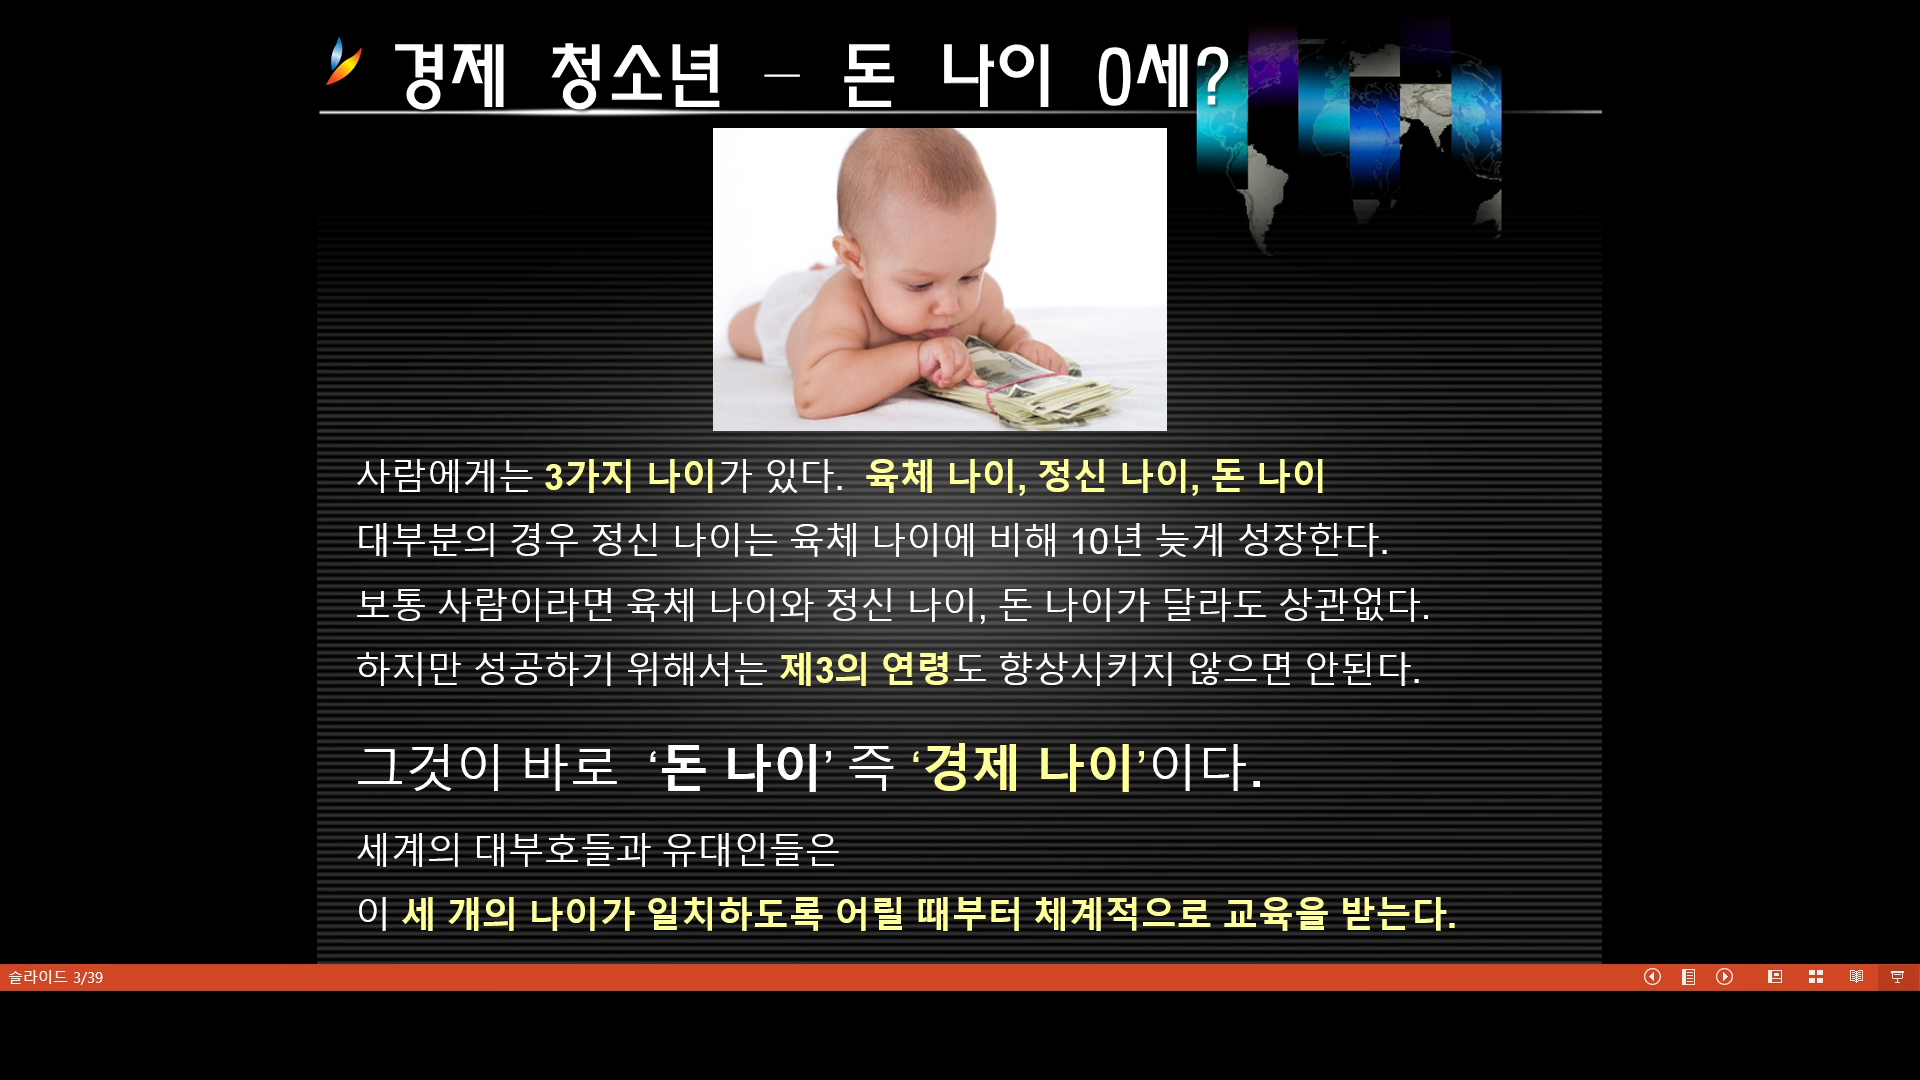 경제 청소년 – 돈 나이 0세?
사람에게는 3가지 나이가 있다. 육체 나이, 정신 나이, 돈 나이
대부분의 경우 정신 나이는 육체 나이에 비해 10년 늦게 성장한다.
보통 사람이라면 육체 나이와 정신 나이, 돈 나이가 달라도 상관없다.
하지만 성공하기 위해서는 제3의 연령도 향상시키지 않으면 안된다.
그것이 바로 ‘돈 나이’ 즉 ‘경제 나이’이다.
세계의 대부호들과 유대인들은
이 세 개의 나이가 일치하도록 어릴 때부터 체계적으로 교육을 받는다.
슬라이드 3/39